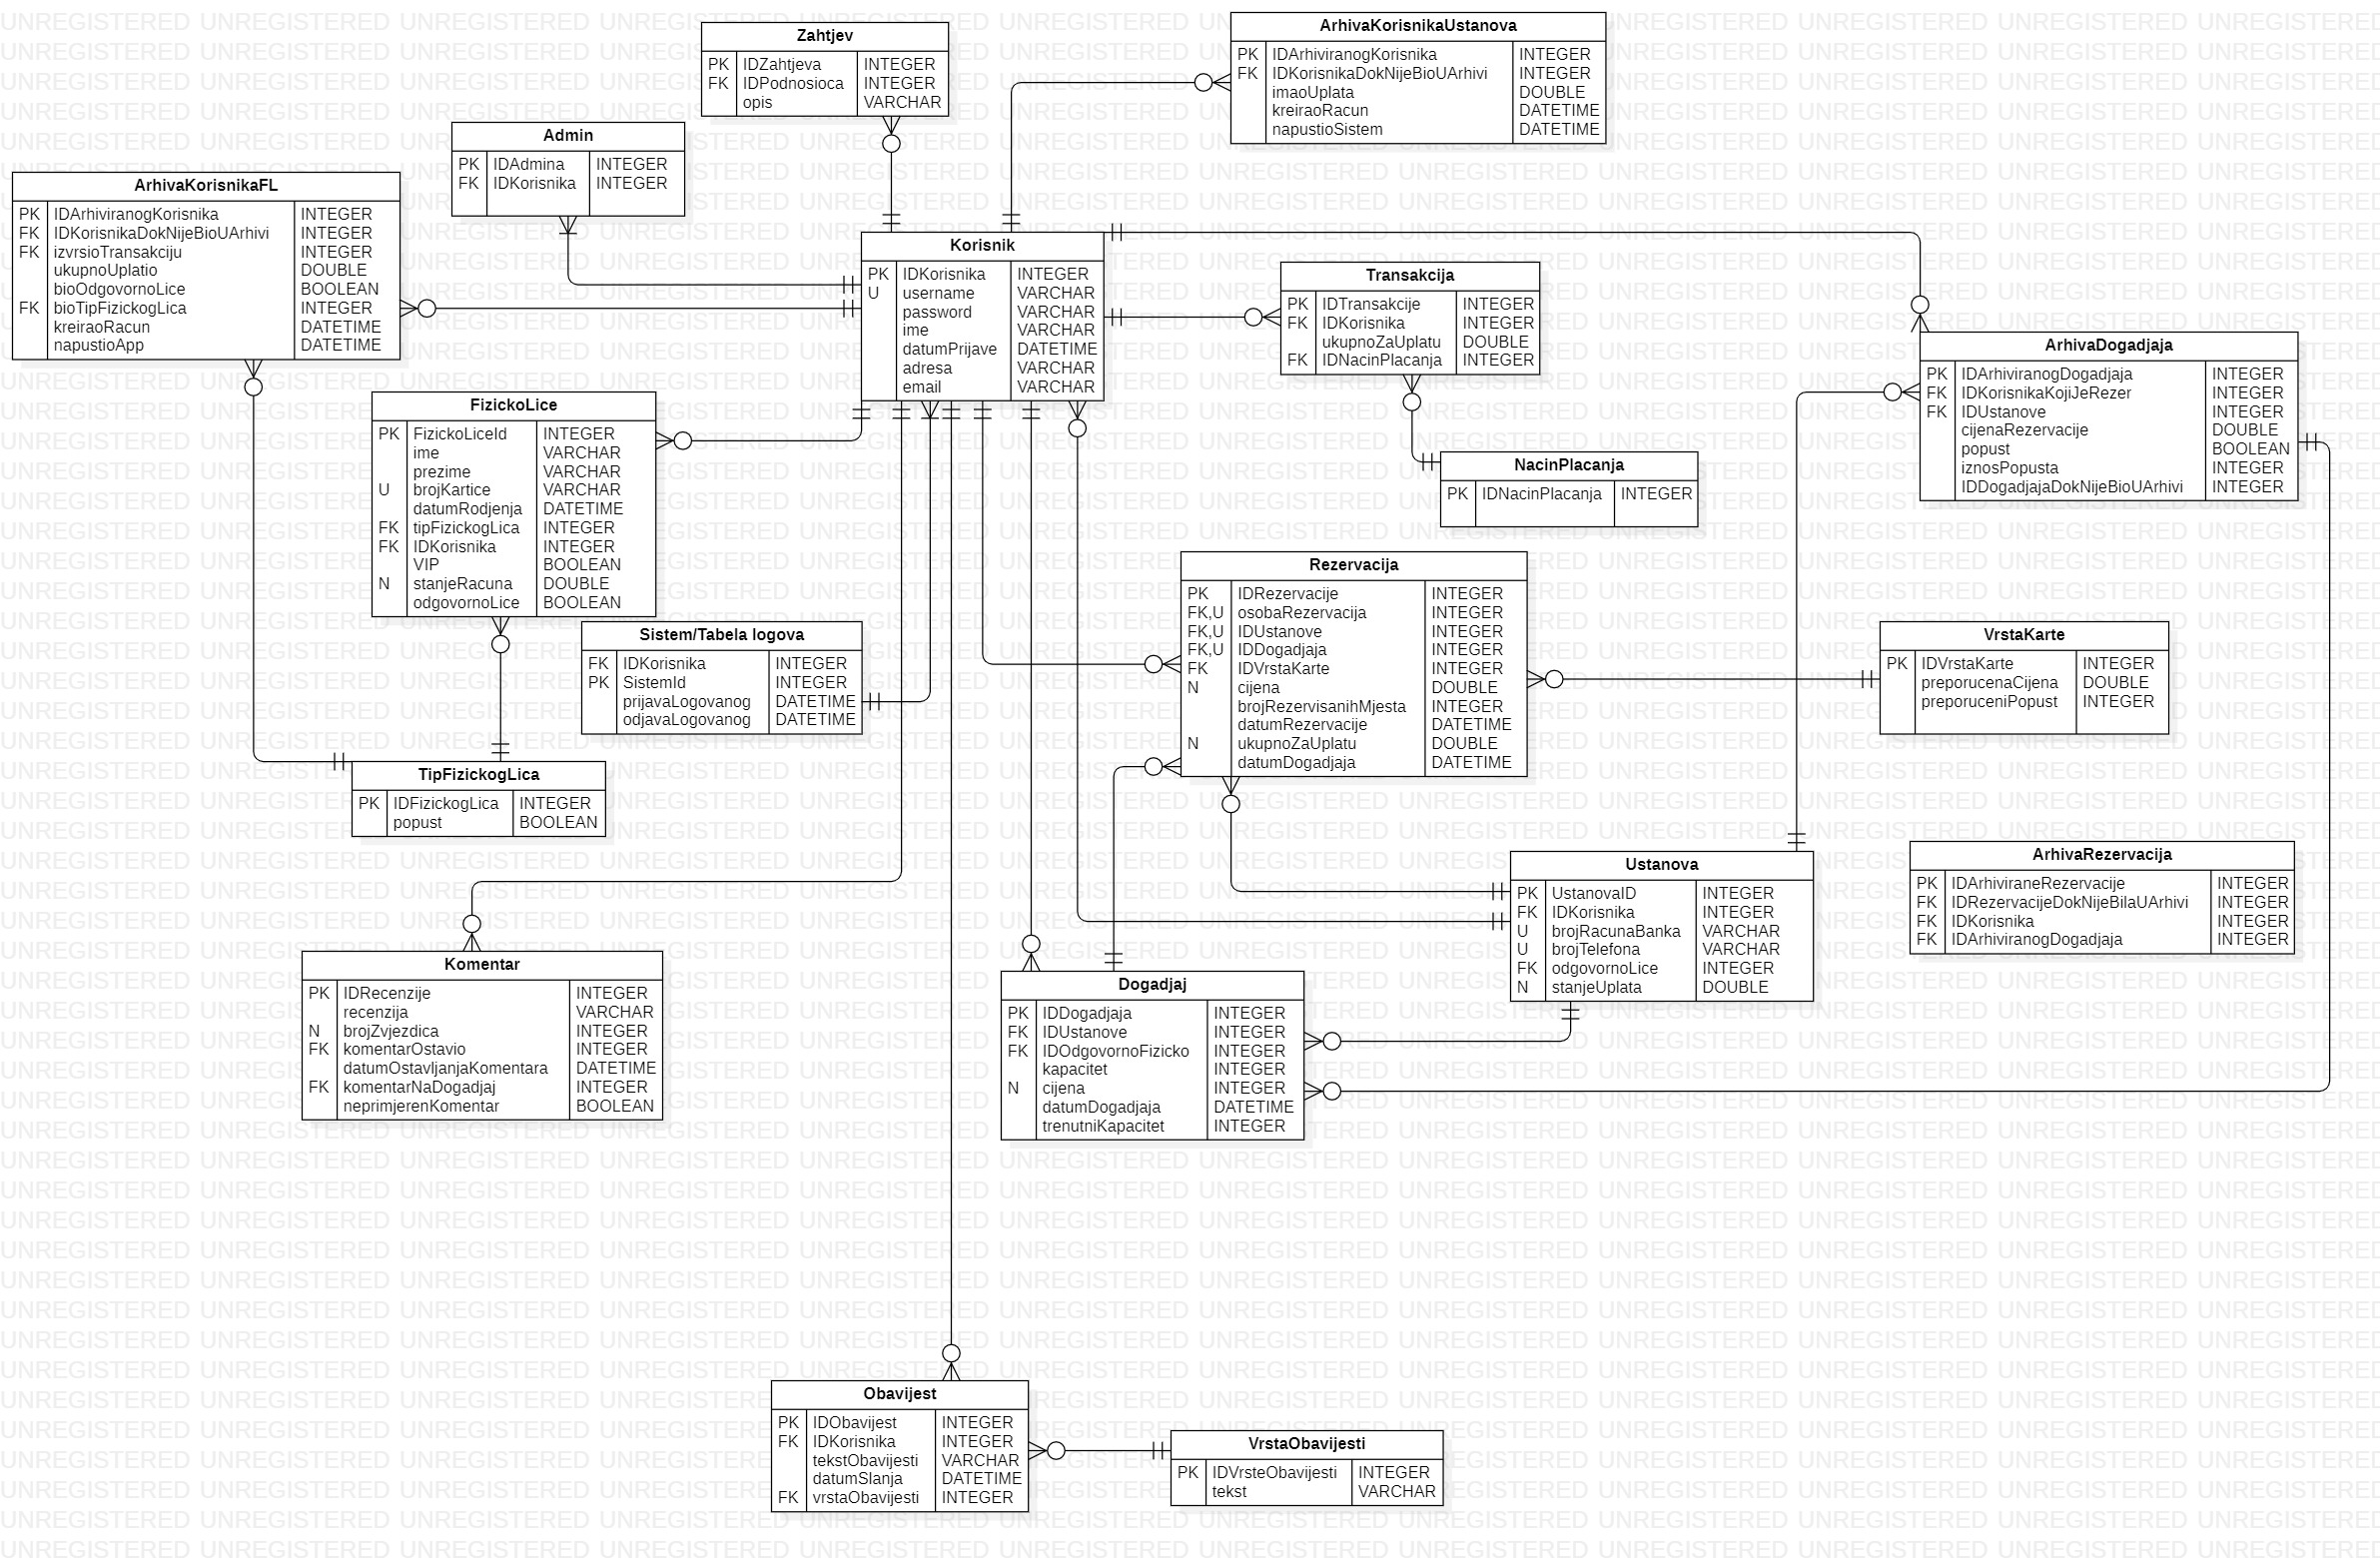 Zahtjev
PK IDZahtjeva INTEGER
FK IDPodnosioca INTEGER
opis VARCHAR
ArhivaKorisnikaUstanova
PK IDArhiviranogKorisnika INTEGER
FK IDKorisnikaDokNijeBioUArhivi INTEGER
imaoUplata DOUBLE
kreiraoRacun DATETIME
napustioSistem DATETIME
Admin
PK IDAdmina INTEGER
FK IDKorisnika INTEGER
ArhivaKorisnikaFL
PK IDArhiviranogKorisnika INTEGER
FK IDKorisnikaDokNijeBioUArhivi INTEGER
FK izvrsioTransakciju INTEGER
ukupnoUplatio DOUBLE
bioOdgovornoLice BOOLEAN
FK bioTipFizickogLica INTEGER
kreiraoRacun DATETIME
napustioApp DATETIME
Korisnik
PK IDKorisnika INTEGER
U username VARCHAR
password VARCHAR
ime VARCHAR
datumPrijave DATETIME
adresa VARCHAR
email VARCHAR
Transakcija
PK IDTransakcije INTEGER
FK IDKorisnika INTEGER
ukupnoZaUplatu DOUBLE
FK IDNacinPlacanja INTEGER
ArhivaDogadjaja
PK IDArhiviranogDogadjaja INTEGER
FK IDKorisnikaKojiJeRezer INTEGER
FK IDUstanove INTEGER
cijenaRezervacije DOUBLE
popust BOOLEAN
iznosPopusta INTEGER
IDDogadjajaDokNijeBioUArhivi INTEGER
FizickoLice
PK FizickoLiceId INTEGER
ime VARCHAR
prezime VARCHAR
U brojKartice VARCHAR
datumRodjenja DATETIME
FK tipFizickogLica INTEGER
FK IDKorisnika INTEGER
VIP BOOLEAN
N stanjeRacuna DOUBLE
odgovornoLice BOOLEAN
NacinPlacanja
PK IDNacinPlacanja INTEGER
Rezervacija
PK IDRezervacije INTEGER
FK,U osobaRezervacija INTEGER
FK,U IDUstanove INTEGER
FK,U IDDogadjaja INTEGER
FK IDVrstaKarte INTEGER
N cijena DOUBLE
brojRezervisanihMjesta INTEGER
datumRezervacije DATETIME
N ukupnoZaUplatu DOUBLE
datumDogadjaja DATETIME
Sistem/Tabela logova
FK IDKorisnika INTEGER
PK SistemId INTEGER
prijavaLogovanog DATETIME
odjavaLogovanog DATETIME
VrstaKarte
PK IDVrstaKarte INTEGER
preporucenaCijena DOUBLE
preporuceniPopust INTEGER
TipFizickogLica
PK IDFizickogLica INTEGER
popust BOOLEAN
Ustanova
PK UstanovaID INTEGER
FK IDKorisnika INTEGER
U brojRacunaBanka VARCHAR
U brojTelefona VARCHAR
FK odgovornoLice INTEGER
N stanjeUplata DOUBLE
ArhivaRezervacija
PK IDArhiviraneRezervacije INTEGER
FK IDRezervacijeDokNijeBilaUArhivi INTEGER
FK IDKorisnika INTEGER
FK IDArhiviranogDogadjaja INTEGER
Komentar
PK IDRecenzije INTEGER
recenzija VARCHAR
N brojZvjezdica INTEGER
FK komentarOstavio INTEGER
datumOstavljanjaKomentara DATETIME
FK komentarNaDogadjaj INTEGER
neprimjerenKomentar BOOLEAN
Dogadjaj
PK IDDogadjaja INTEGER
FK IDUstanove INTEGER
FK IDOdgovornoFizicko INTEGER
kapacitet INTEGER
N cijena INTEGER
datumDogadjaja DATETIME
trenutniKapacitet INTEGER
Obavijest
PK IDObavijest INTEGER
FK IDKorisnika INTEGER
tekstObavijesti VARCHAR
datumSlanja DATETIME
FK vrstaObavijesti INTEGER
VrstaObavijesti
PK IDVrsteObavijesti INTEGER
tekst VARCHAR
UNREGISTERED